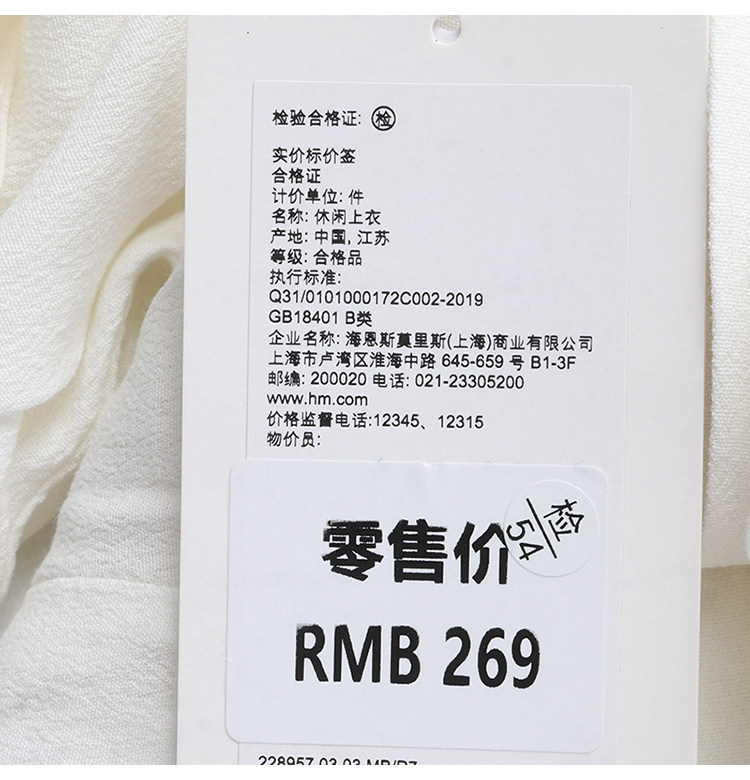 检验合格证: 检
实价标价签
合格证
计价单位: 件
名称: 休闲上衣
产地: 中国, 江苏
等级: 合格品
执行标准:
Q31/0101000172C002-2019
GB18401 B类
企业名称: 海恩斯莫里斯(上海)商业有限公司
上海市卢湾区淮海中路 645-659 号 B1-3F
邮编: 200020 电话: 021-23305200
www.hm.com
价格监督电话:12345、12315
物价员:
检
54
零售价
RMB 269